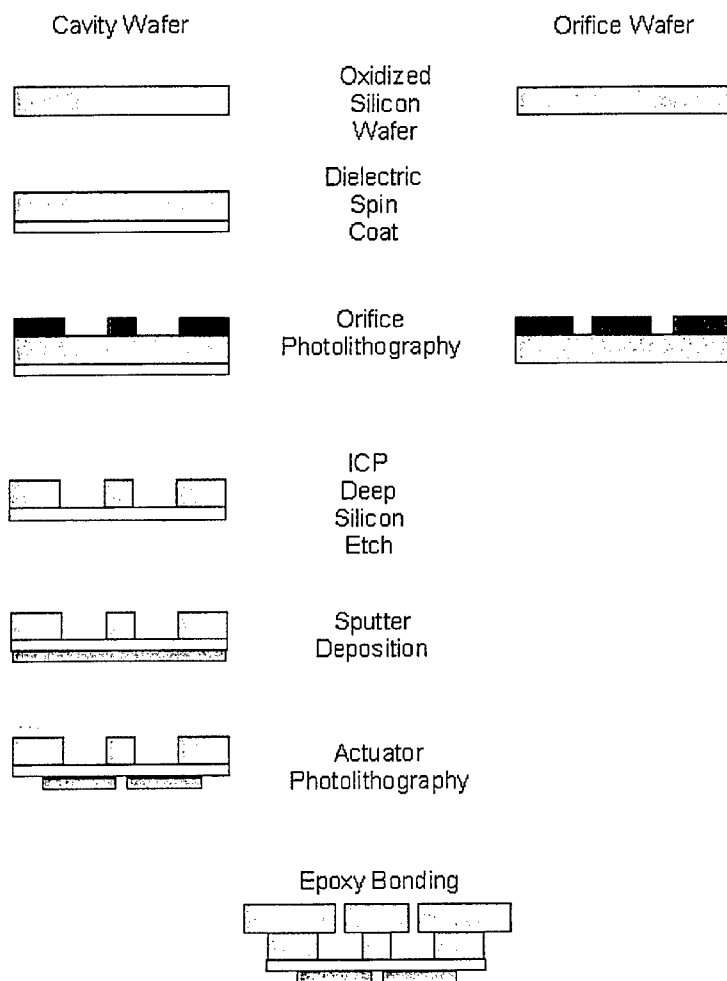 Cavity Wafer
Orifice Wafer
Oxidized
Silicon
Wafer
Dielectric
Spin
Coat
Orifice
Photolithography
ICP
Deep
Silicon
Etch
Sputter
Deposition
Actuator
Photolithography
Epoxy Bonding